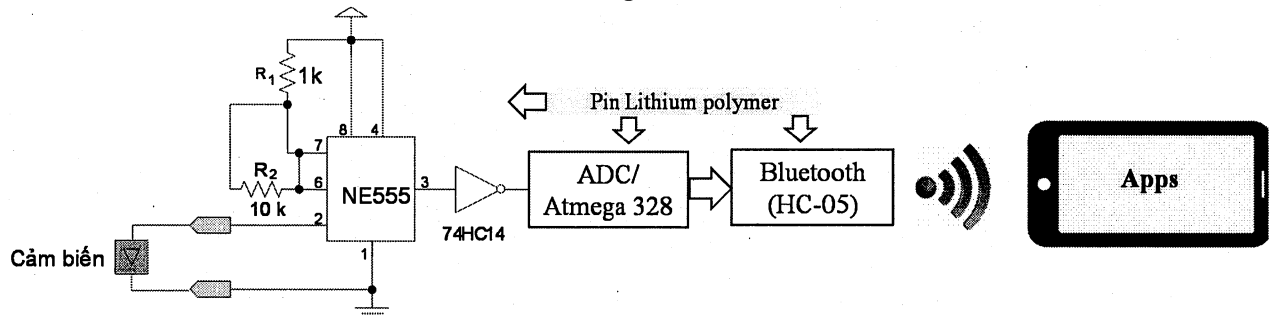 R1 1k
8 4
Pin Lithium polymer
7
R2
10 k
6
NE555
3
2
1
74HC14
ADC/
Atmega 328
Bluetooth
(HC-05)
Apps
Cảm biến